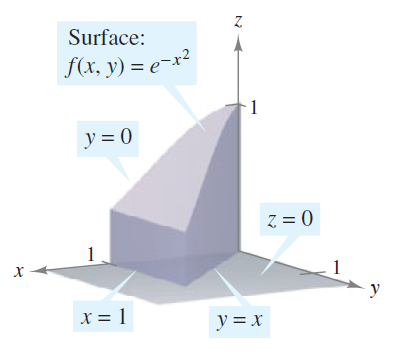 z
Surface:
f(x, y) = e^{-x^2}
1
y = 0
z = 0
1
1
x
y
x = 1
y = x